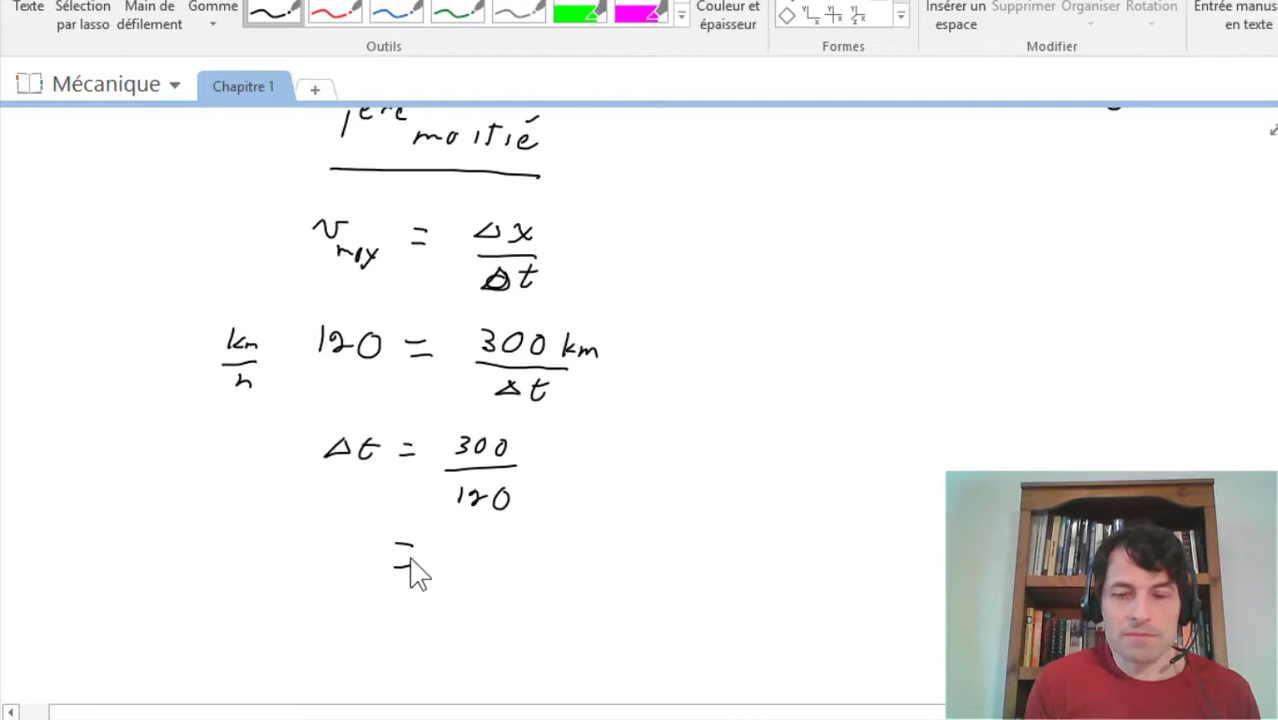 Texte
Sélection par lasso
Main de défilement
Gomme
Couleur et épaisseur
Insérer un espace
Supprimer
Organiser
Rotation
Entrée manus
en texte
Outils
Formes
Modifier
Mécanique
Chapitre 1
1ère moitié
v max = Δx
Δt
km 120 = 300 km
h Δt
Δt = 300
120
=